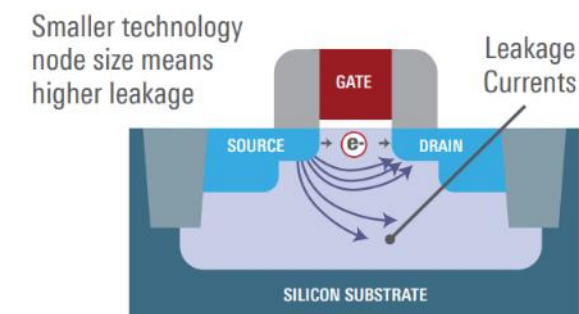 Smaller technology
node size means
higher leakage
Leakage
Currents
GATE
SOURCE
e-
DRAIN
SILICON SUBSTRATE